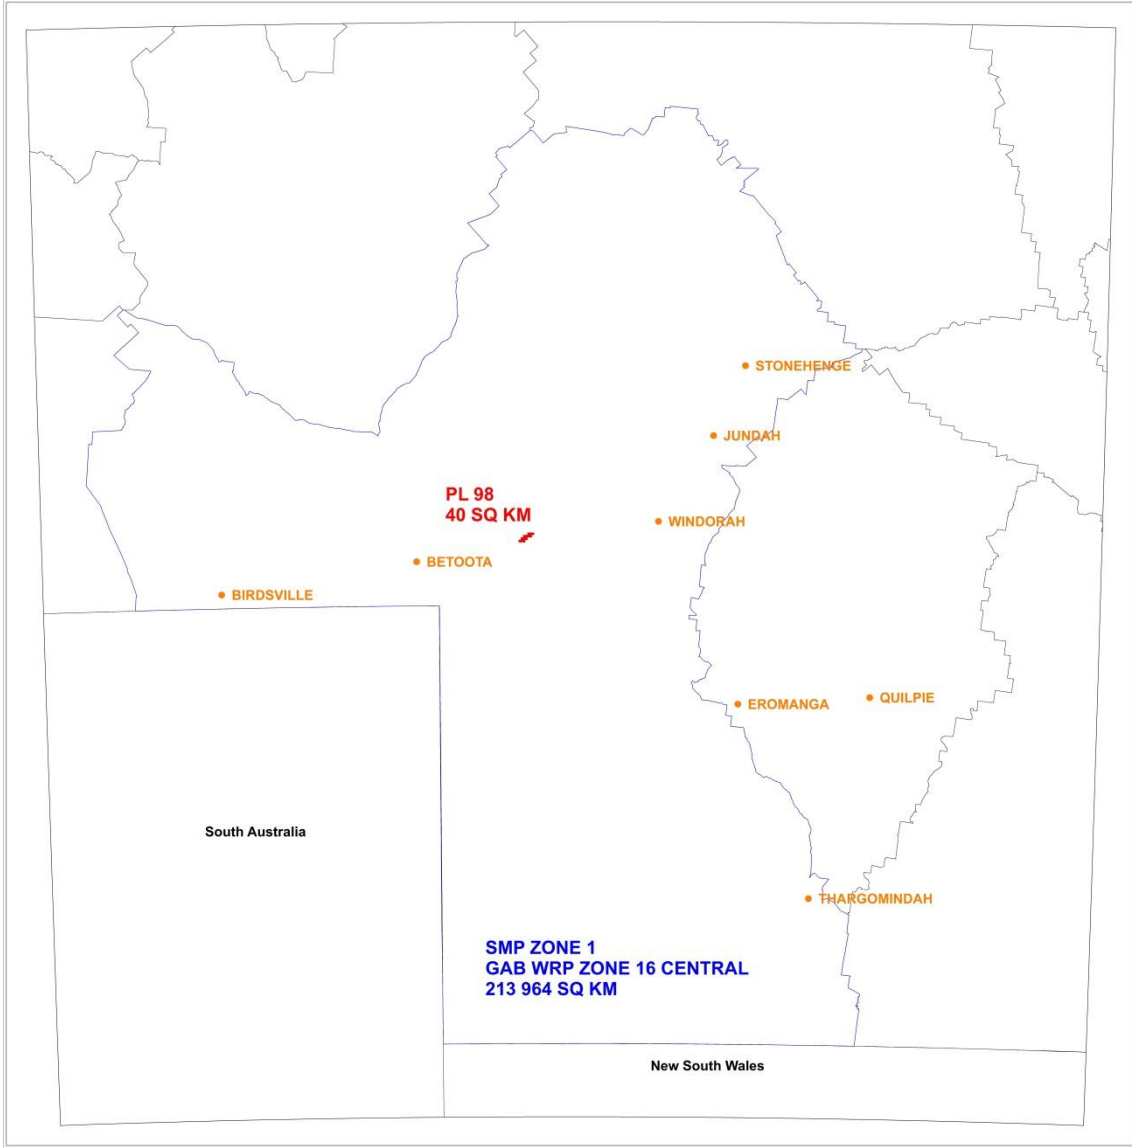 STONEHENGE
JUNDAH
PL 98
40 SQ KM
WINDORAH
BETOOTA
BIRDSVILLE
EROMANGA
QUILPIE
South Australia
THARGOMINDAH
SMP ZONE 1
GAB WRP ZONE 16 CENTRAL
213 964 SQ KM
New South Wales